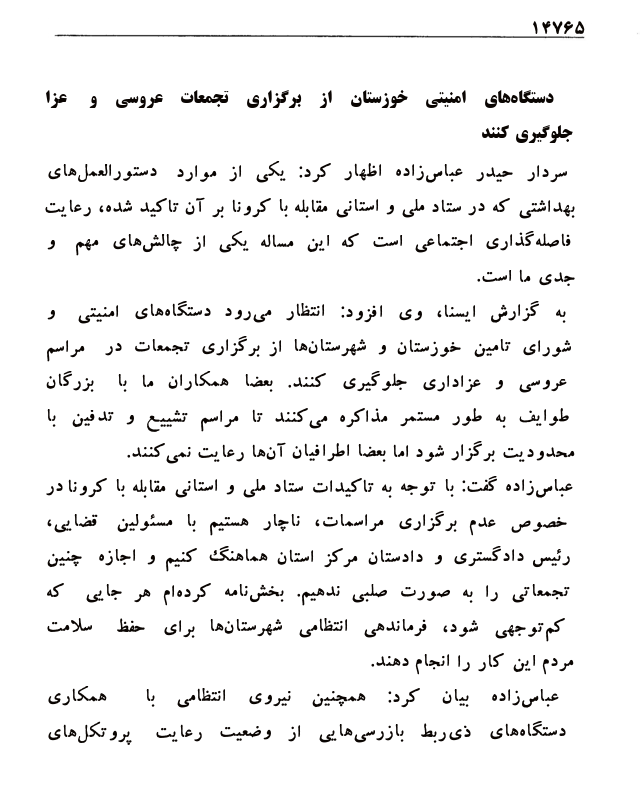 ۱۴۷۶۵
دستگاه‌های امنیتی خوزستان از برگزاری تجمعات عروسی و عزا
جلوگیری کنند
سردار حیدر عباس‌زاده اظهار کرد: یکی از موارد دستورالعمل‌های
بهداشتی که در ستاد ملی و استانی مقابله با کرونا بر آن تاکید شده، رعایت
فاصله‌گذاری اجتماعی است که این مساله یکی از چالش‌های مهم و
جدی ما است.
به گزارش ایسنا، وی افزود: انتظار می‌رود دستگاه‌های امنیتی و
شورای تامین خوزستان و شهرستان‌ها از برگزاری تجمعات در مراسم
عروسی و عزاداری جلوگیری کنند. بعضا همکاران ما با بزرگان
طوایف به طور مستمر مذاکره می‌کنند تا مراسم تشییع و تدفین با
محدودیت برگزار شود اما بعضا اطرافیان آن‌ها رعایت نمی‌کنند.
عباس‌زاده گفت: با توجه به تاکیدات ستاد ملی و استانی مقابله با کرونا در
خصوص عدم برگزاری مراسمات، ناچار هستیم با مسئولین قضایی،
رئیس دادگستری و دادستان مرکز استان هماهنگ کنیم و اجازه چنین
تجمعاتی را به صورت صلبی ندهیم. بخش‌نامه کرده‌ام هر جایی که
کم‌توجهی شود، فرماندهی انتظامی شهرستان‌ها برای حفظ سلامت
مردم این کار را انجام دهند.
عباس‌زاده بیان کرد: همچنین نیروی انتظامی با همکاری
دستگاه‌های ذی‌ربط بازرسی‌هایی از وضعیت رعایت پروتکل‌های